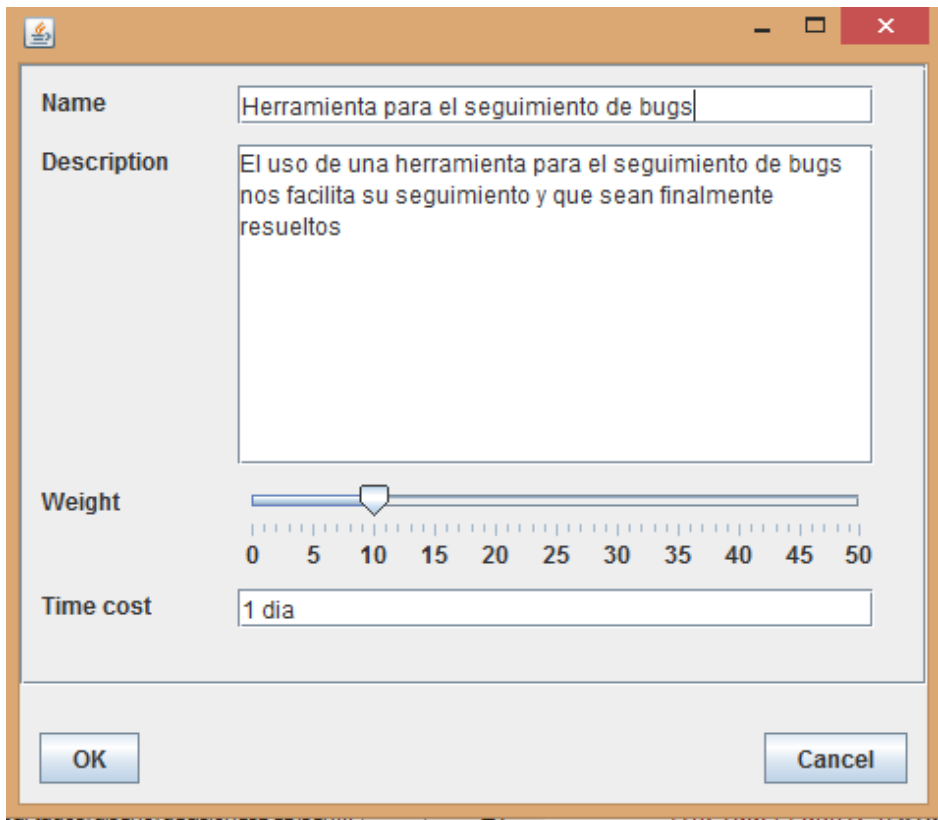 Name
Herramienta para el seguimiento de bugs
Description
El uso de una herramienta para el seguimiento de bugs
nos facilita su seguimiento y que sean finalmente
resueltos
Weight
0 5 10 15 20 25 30 35 40 45 50
Time cost
1 dia
OK
Cancel